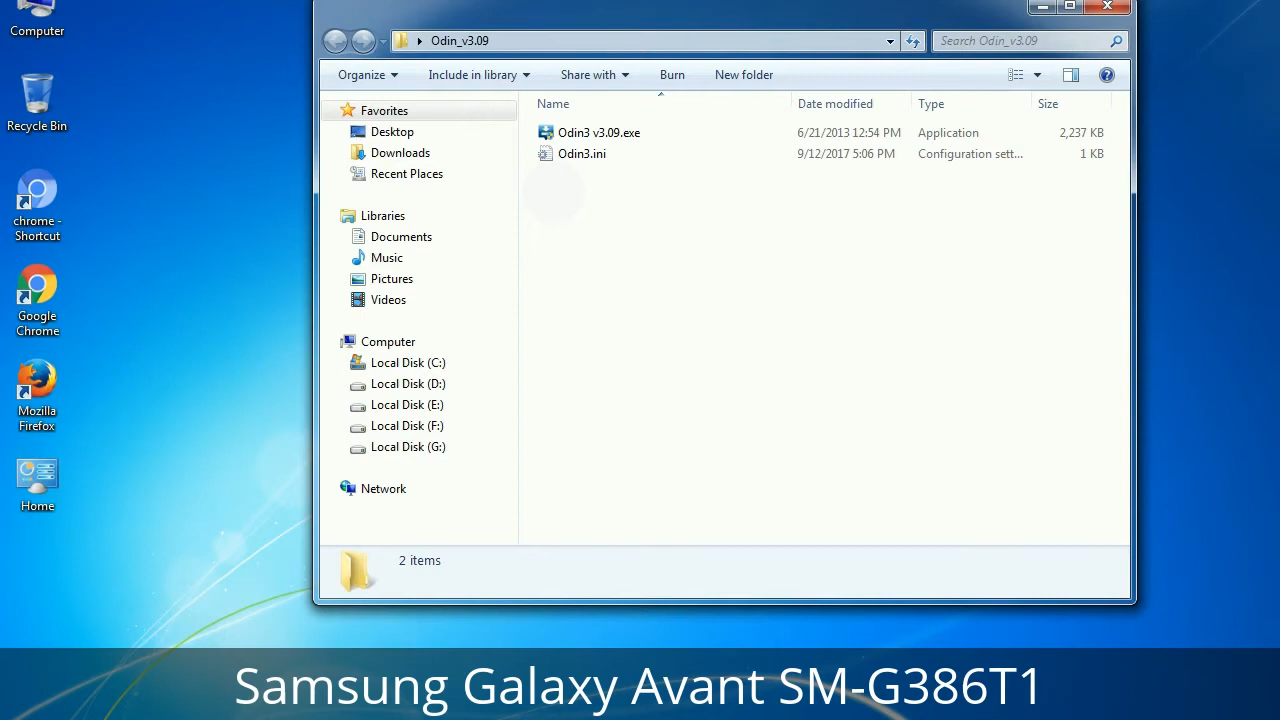 Computer
Recycle Bin
chrome -
Shortcut
Google
Chrome
Mozilla
Firefox
Home
Odin_v3.09
Search Odin_v3.09
Organize
Include in library
Share with
Burn
New folder
Favorites
Desktop
Downloads
Recent Places
Libraries
Documents
Music
Pictures
Videos
Computer
Local Disk (C:)
Local Disk (D:)
Local Disk (E:)
Local Disk (F:)
Local Disk (G:)
Network
Name Date modified Type Size
Odin3 v3.09.exe 6/21/2013 12:54 PM Application 2,237 KB
Odin3.ini 9/12/2017 5:06 PM Configuration sett... 1 KB
2 items
Samsung Galaxy Avant SM-G386T1